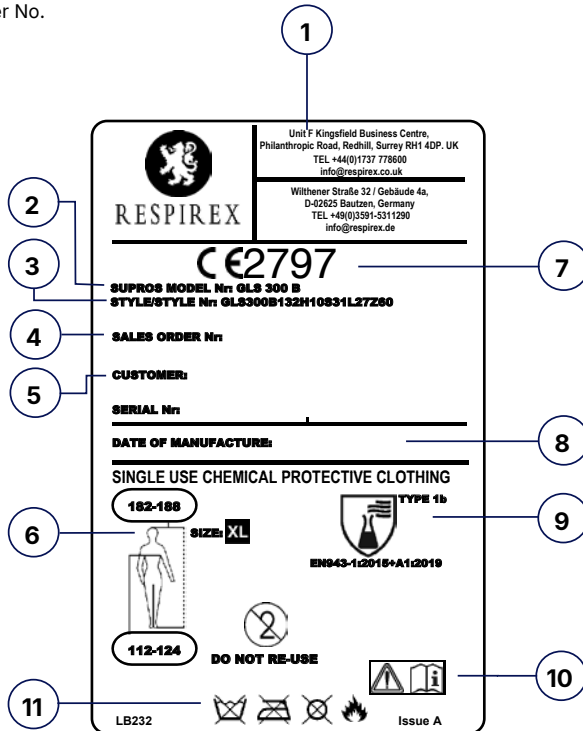 er No.
1
Unit F Kingsfield Business Centre,
Philanthropic Road, Redhill, Surrey RH1 4DP. UK
TEL +44(0)1737 778600
info@respirex.co.uk
Wilthener Straße 32 / Gebäude 4a,
D-02625 Bautzen, Germany
TEL +49(0)3591-5311290
info@respirex.de
RESPIREX
2
3
CE2797
7
SUPROS MODEL Nr: GLS 300 B
STYLE/STYLE Nr: GLS300B132H10S31L27Z60
4
SALES ORDER Nr:
5
CUSTOMER:
SERIAL Nr:
DATE OF MANUFACTURE:
8
SINGLE USE CHEMICAL PROTECTIVE CLOTHING
182-188
TYPE 1b
6
SIZE: XL
9
EN943-1:2015+A1:2019
2
112-124
DO NOT RE-USE
i
10
11
LB232
Issue A